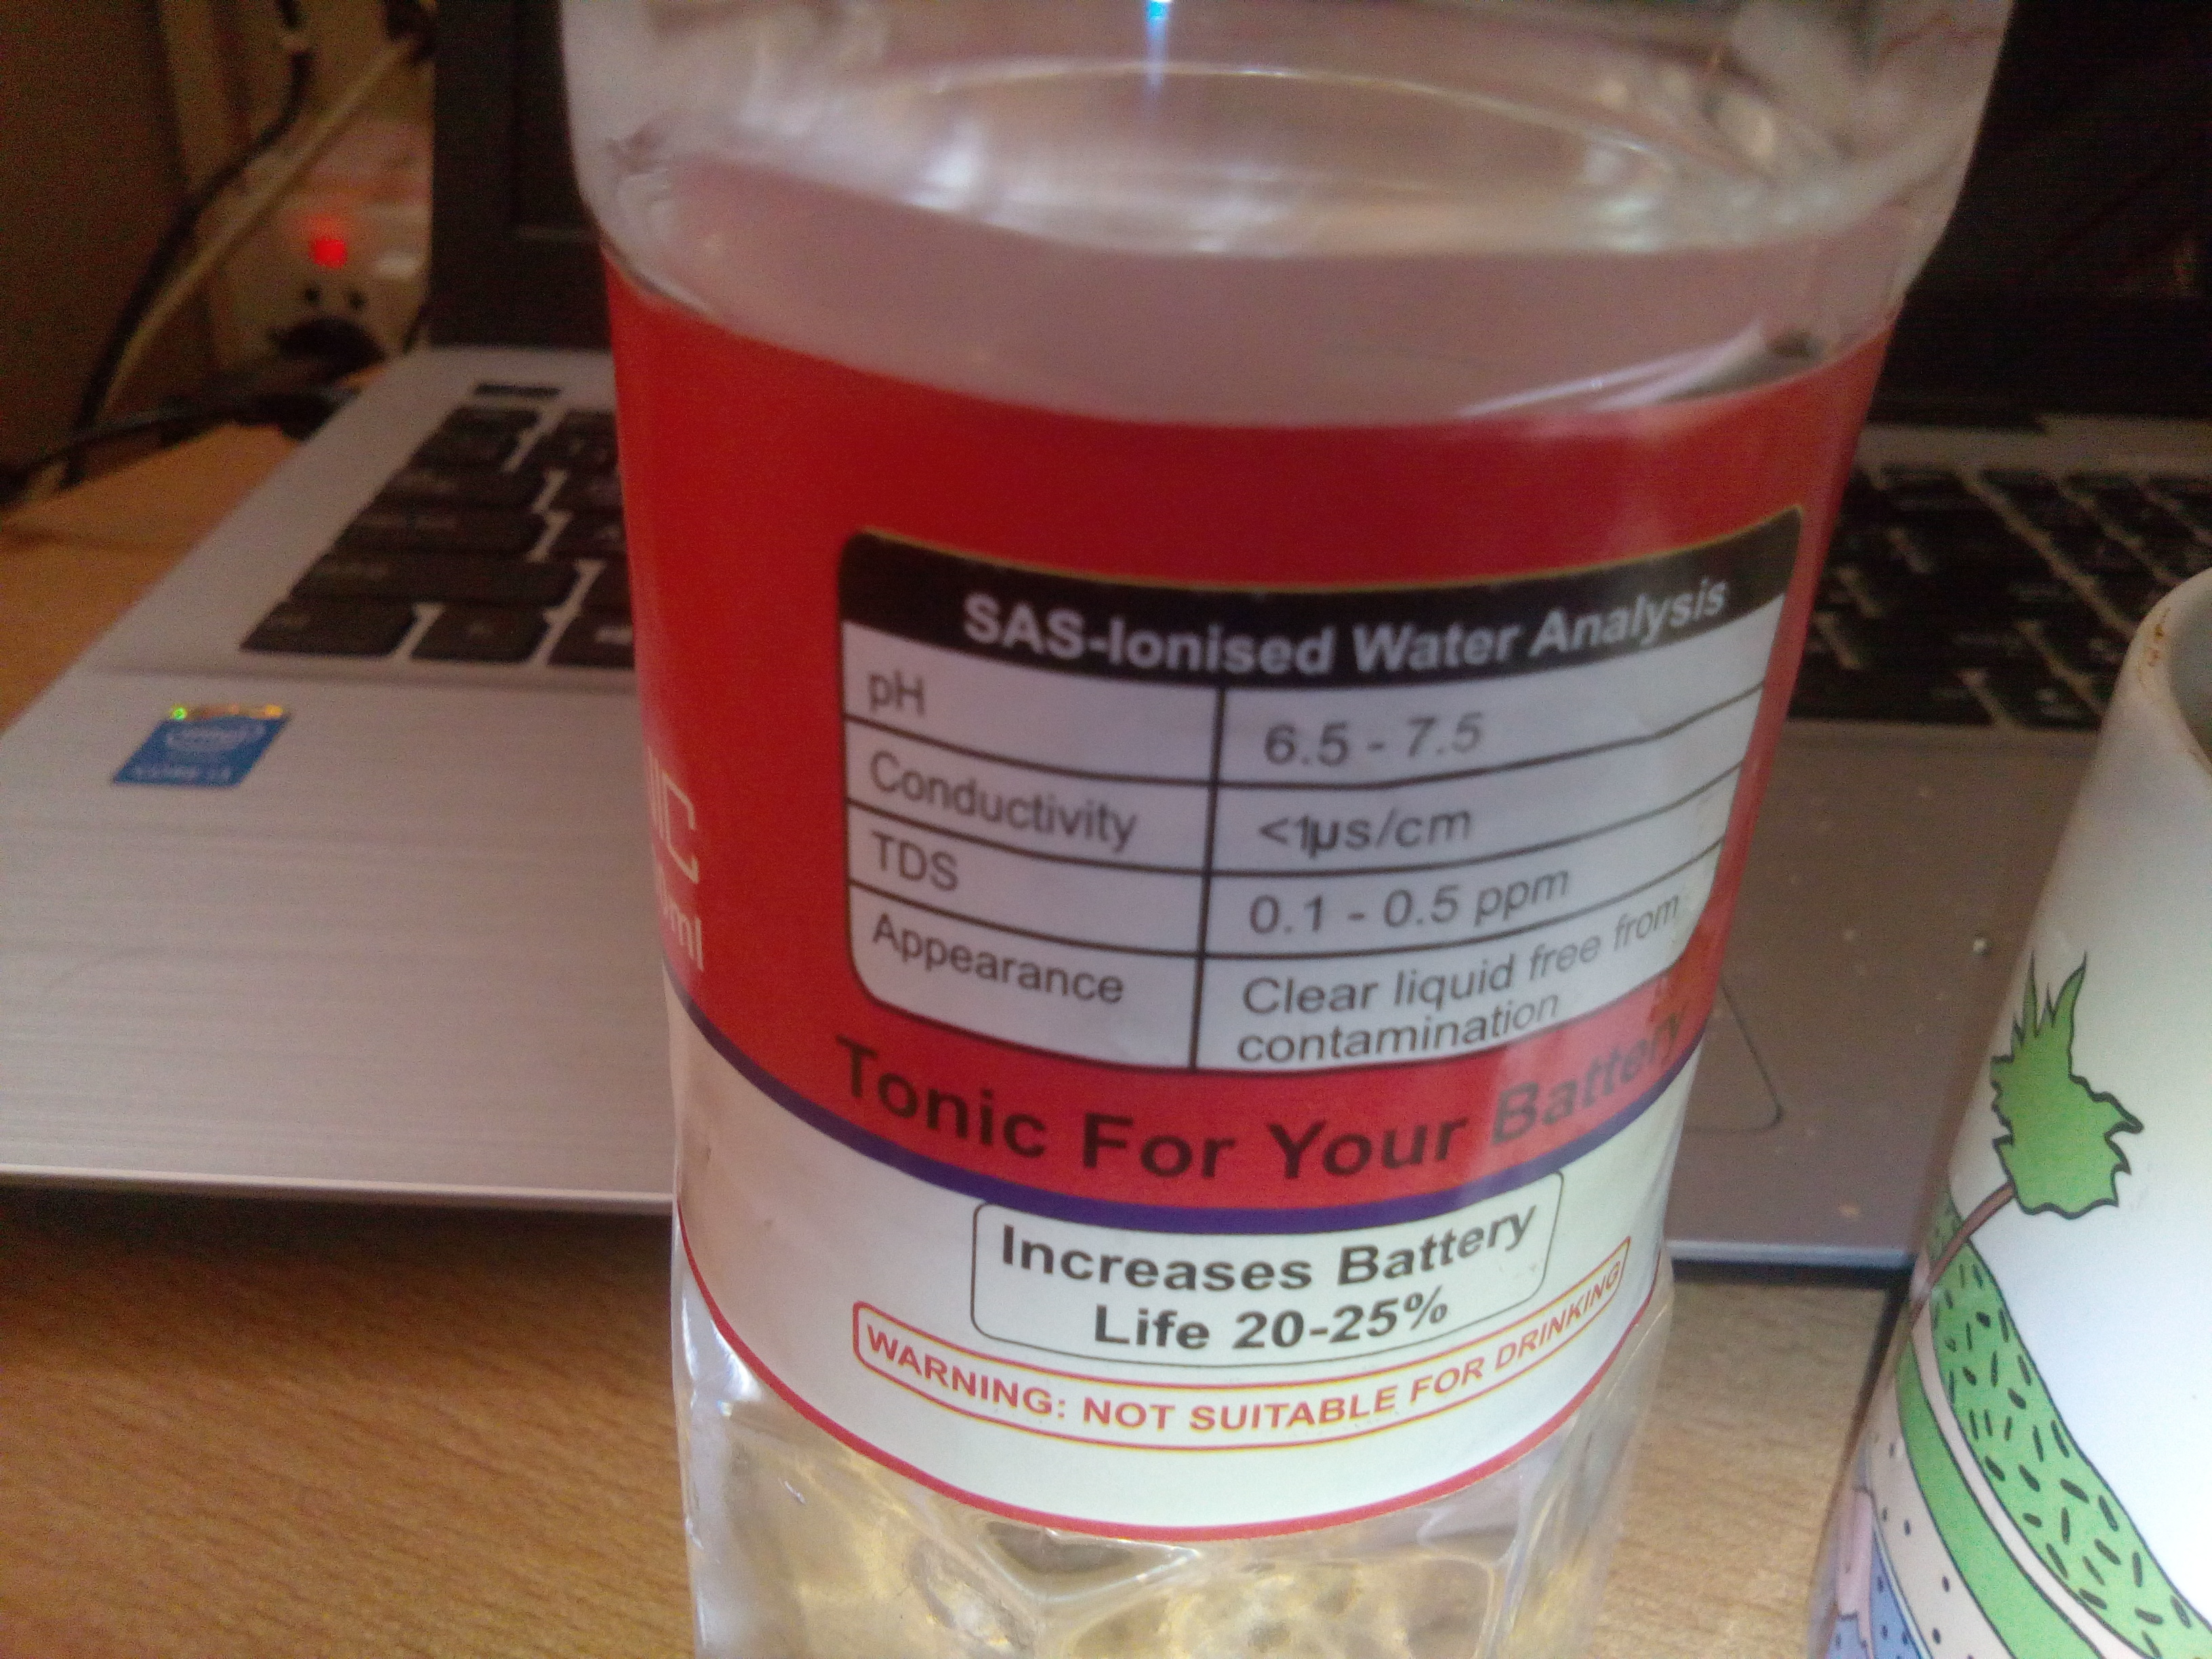 SAS-Ionised Water Analysis
pH 6.5 - 7.5
Conductivity <1µs/cm
TDS 0.1 - 0.5 ppm
Appearance Clear liquid free from
contamination
Tonic For Your Battery
Increases Battery
Life 20-25%
WARNING: NOT SUITABLE FOR DRINKING